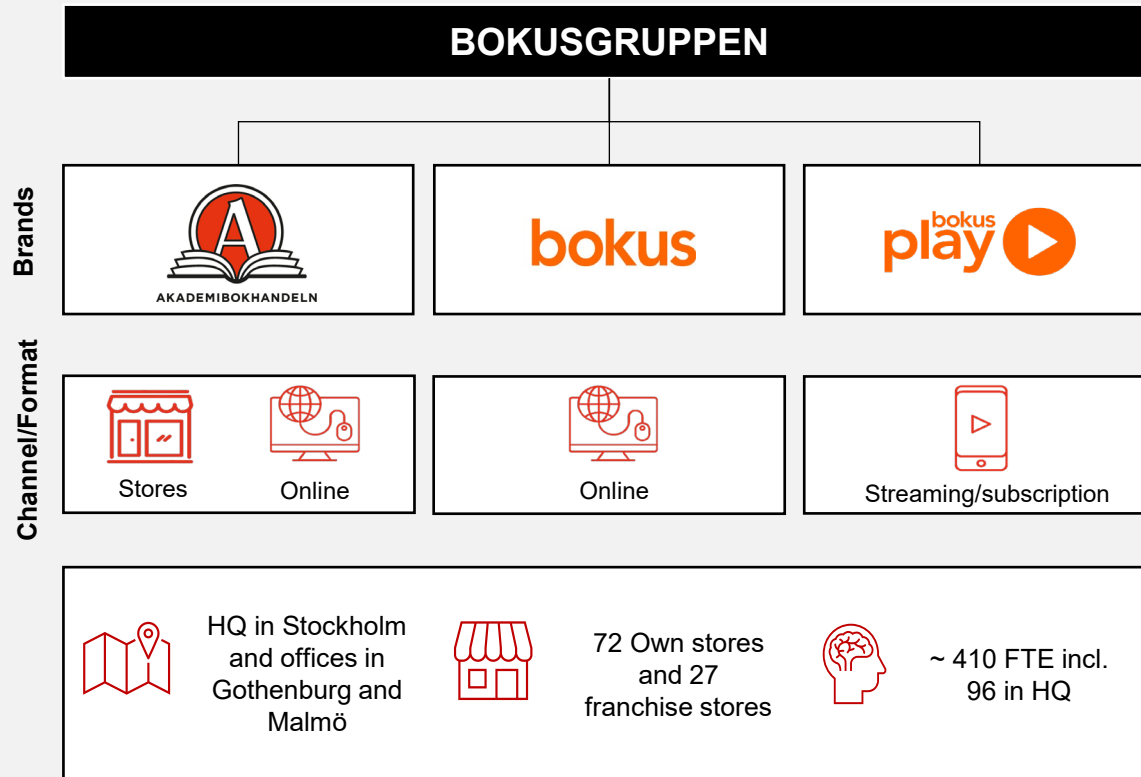 BOKUSGRUPPEN
Brands
A
AKADEMIBOKHANDELN
bokus
bokus
play
Channel/Format
Stores
Online
Online
Streaming/subscription
HQ in Stockholm
and offices in
Gothenburg and
Malmö
72 Own stores
and 27
franchise stores
~ 410 FTE incl.
96 in HQ